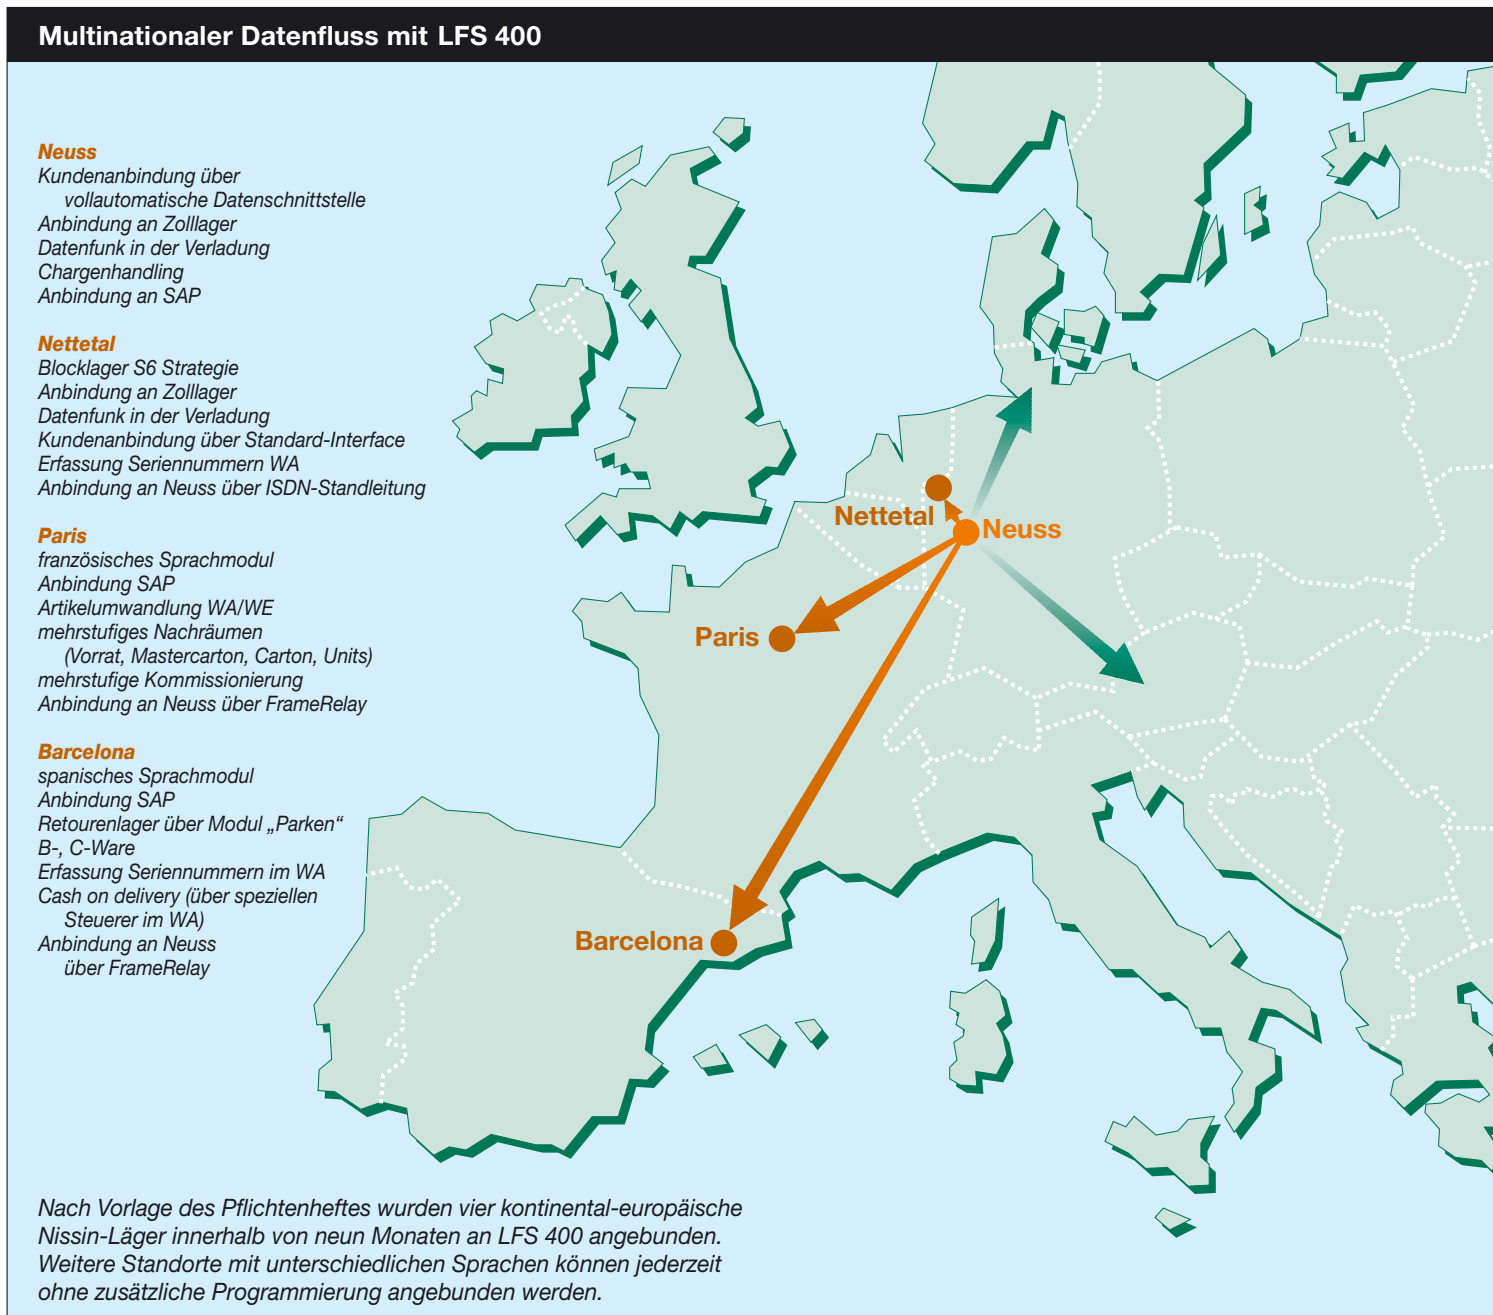 Multinationaler Datenfluss mit LFS 400
Neuss
Kundenanbindung über
vollautomatische Datenschnittstelle
Anbindung an Zolllager
Datenfunk in der Verladung
Chargenhandling
Anbindung an SAP
Nettetal
Blocklager S6 Strategie
Anbindung an Zolllager
Datenfunk in der Verladung
Kundenanbindung über Standard-Interface
Erfassung Seriennummern WA
Anbindung an Neuss über ISDN-Standleitung
Paris
französisches Sprachmodul
Anbindung SAP
Artikelumwandlung WA/WE
mehrstufiges Nachräumen
(Vorrat, Mastercarton, Carton, Units)
mehrstufige Kommissionierung
Anbindung an Neuss über FrameRelay
Barcelona
spanisches Sprachmodul
Anbindung SAP
Retourenlager über Modul „Parken“
B-, C-Ware
Erfassung Seriennummern im WA
Cash on delivery (über speziellen
Steuerer im WA)
Anbindung an Neuss
über FrameRelay
Nettetal
Neuss
Paris
Barcelona
Nach Vorlage des Pflichtenheftes wurden vier kontinental-europäische
Nissin-Läger innerhalb von neun Monaten an LFS 400 angebunden.
Weitere Standorte mit unterschiedlichen Sprachen können jederzeit
ohne zusätzliche Programmierung angebunden werden.